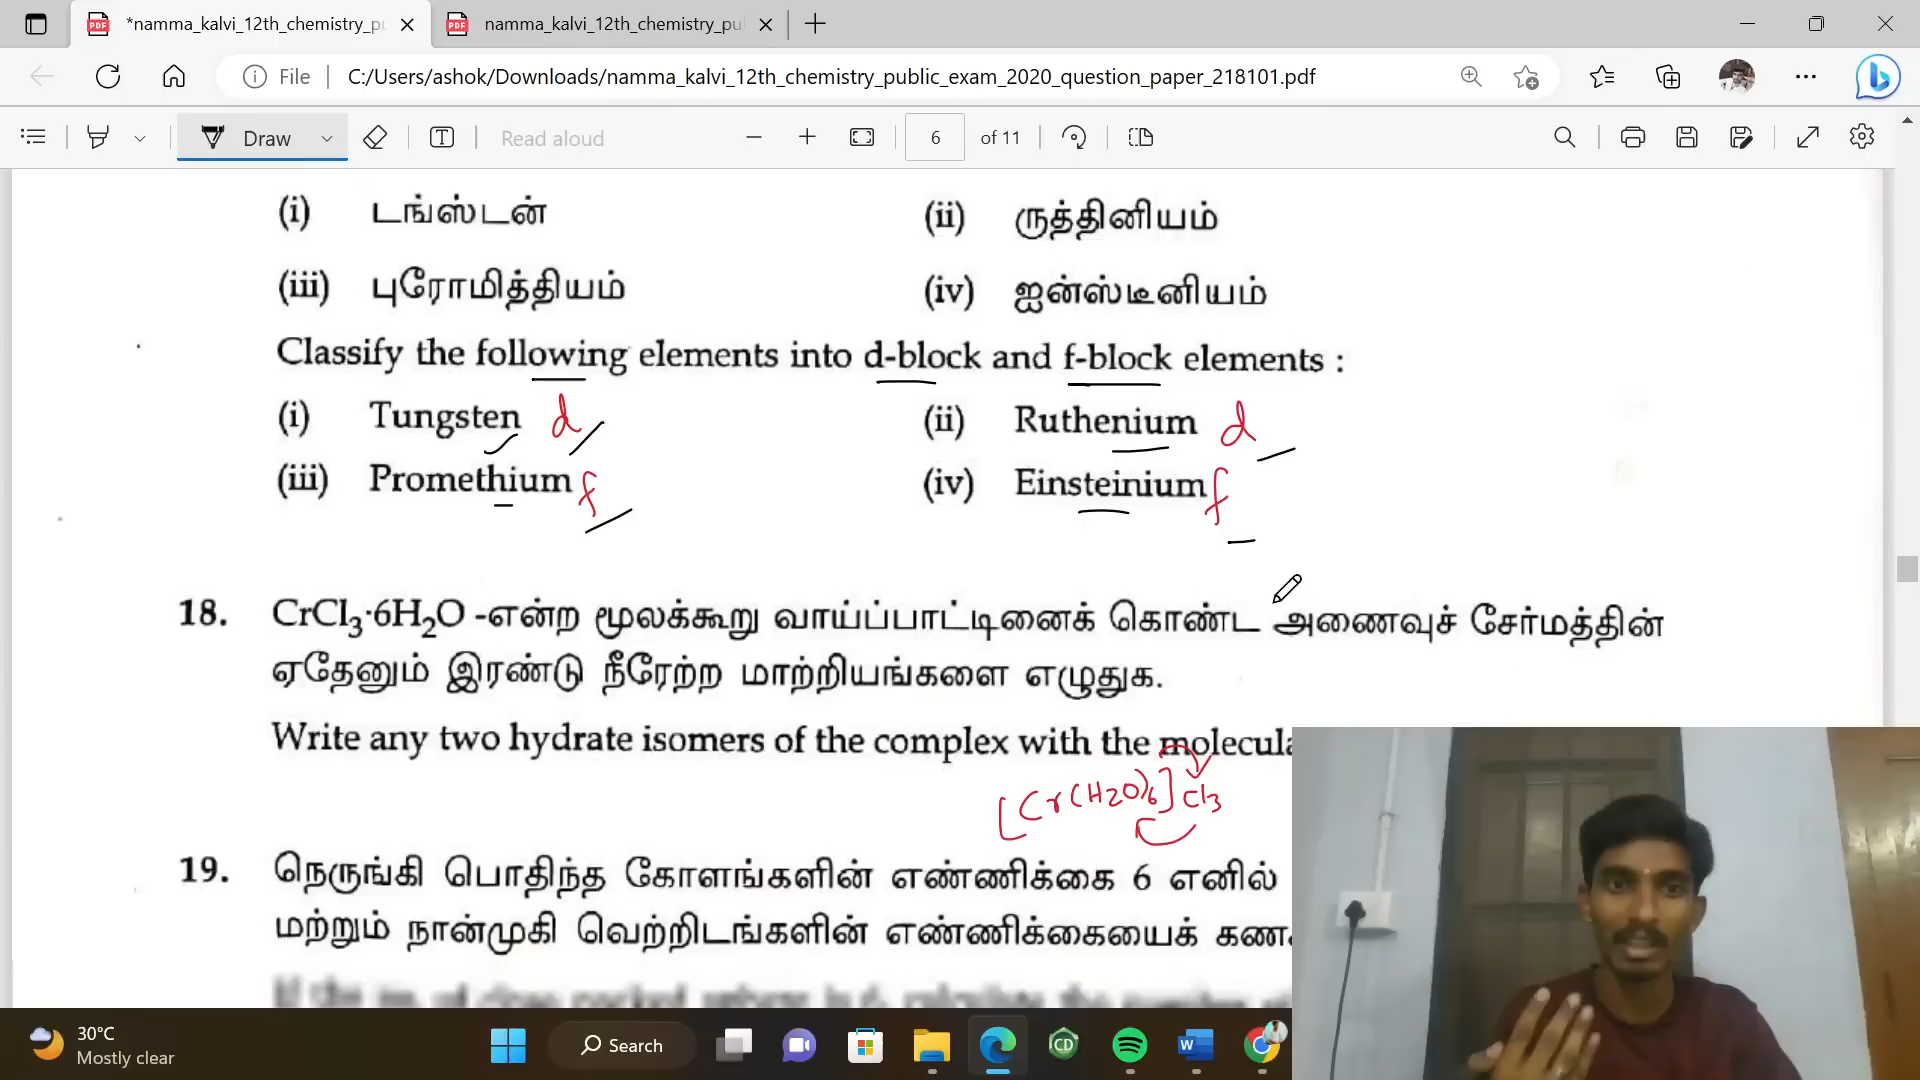 *namma_kalvi_12th_chemistry_pu
namma_kalvi_12th_chemistry_pu
File
C:/Users/ashok/Downloads/namma_kalvi_12th_chemistry_public_exam_2020_question_paper_218101.pdf
Draw
Read aloud
6 of 11
(i) டங்ஸ்டன் (ii) ருத்தினியம்
(iii) புரோமித்தியம் (iv) ஐன்ஸ்டீனியம்
Classify the following elements into d-block and f-block elements :
(i) Tungsten d (ii) Ruthenium d
(iii) Promethium f (iv) Einsteinium f
18. CrCl₃·6H₂O -என்ற மூலக்கூறு வாய்ப்பாட்டினைக் கொண்ட அணைவுச் சேர்மத்தின்
ஏதேனும் இரண்டு நீரேற்ற மாற்றியங்களை எழுதுக.
Write any two hydrate isomers of the complex with the molecula
[Cr(H₂O)₆]Cl₃
19. நெருங்கி பொதிந்த கோளங்களின் எண்ணிக்கை 6 எனில்
மற்றும் நான்முகி வெற்றிடங்களின் எண்ணிக்கையைக்
30°C
Mostly clear
Search